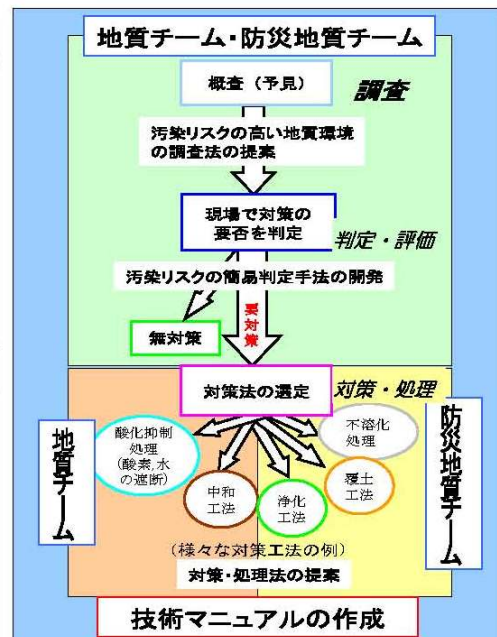 地質チーム・防災地質チーム
概査（予見）
調査
汚染リスクの高い地質環境
の調査法の提案
現場で対策の
要否を判定
判定・評価
汚染リスクの簡易判定手法の開発
無対策
要対策
対策法の選定
対策・処理
地質チーム
酸化抑制
処理
(酸素,水
の遮断)
中和
工法
浄化
工法
覆土
工法
不溶化
処理
防災地質チーム
(様々な対策工法の例)
対策・処理法の提案
技術マニュアルの作成